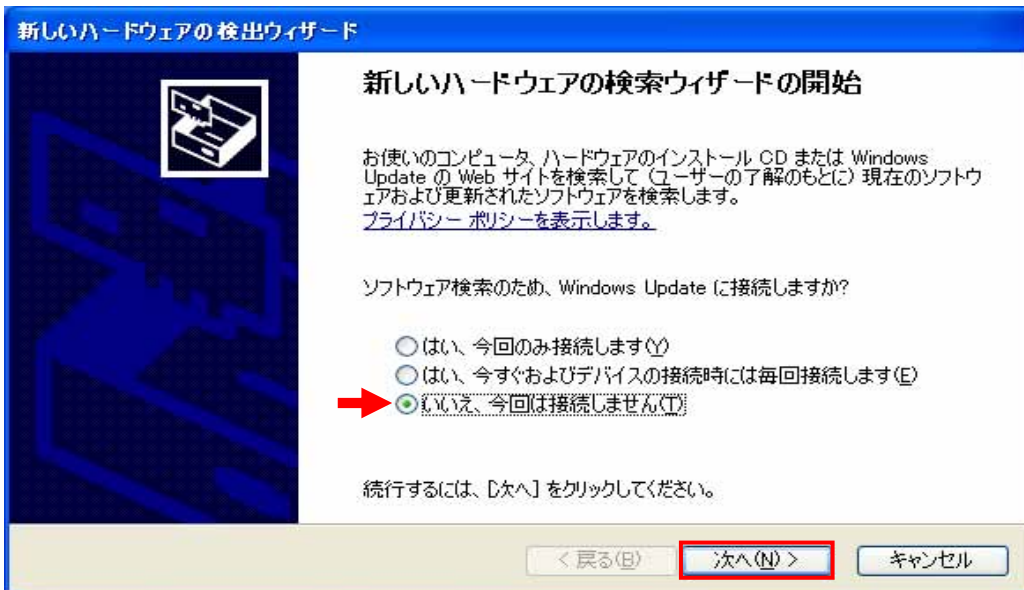 新しいハードウェアの検出ウィザード
新しいハードウェアの検索ウィザードの開始
お使いのコンピュータ、ハードウェアのインストール CD または Windows
Update の Web サイトを検索して (ユーザーの了解のもとに) 現在のソフトウ
ェアおよび更新されたソフトウェアを検索します。
プライバシー ポリシーを表示します。
ソフトウェア検索のため、Windows Update に接続しますか?
はい、今回のみ接続します(Y)
はい、今すぐおよびデバイスの接続時には毎回接続します(E)
いいえ、今回は接続しません(T)
続行するには、[次へ] をクリックしてください。
< 戻る(B) 次へ(N) > キャンセル